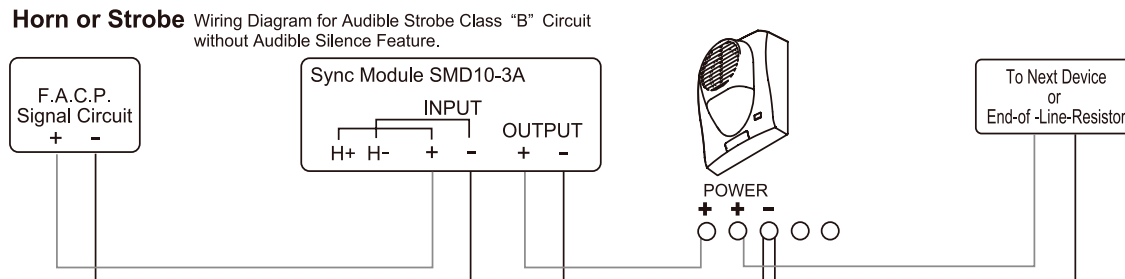 Horn or Strobe Wiring Diagram for Audible Strobe Class “B” Circuit
without Audible Silence Feature.
F.A.C.P.
Signal Circuit
+ −
Sync Module SMD10-3A
INPUT
OUTPUT
H+ H- + − + −
POWER
+ + −
To Next Device
or
End-of -Line-Resistor